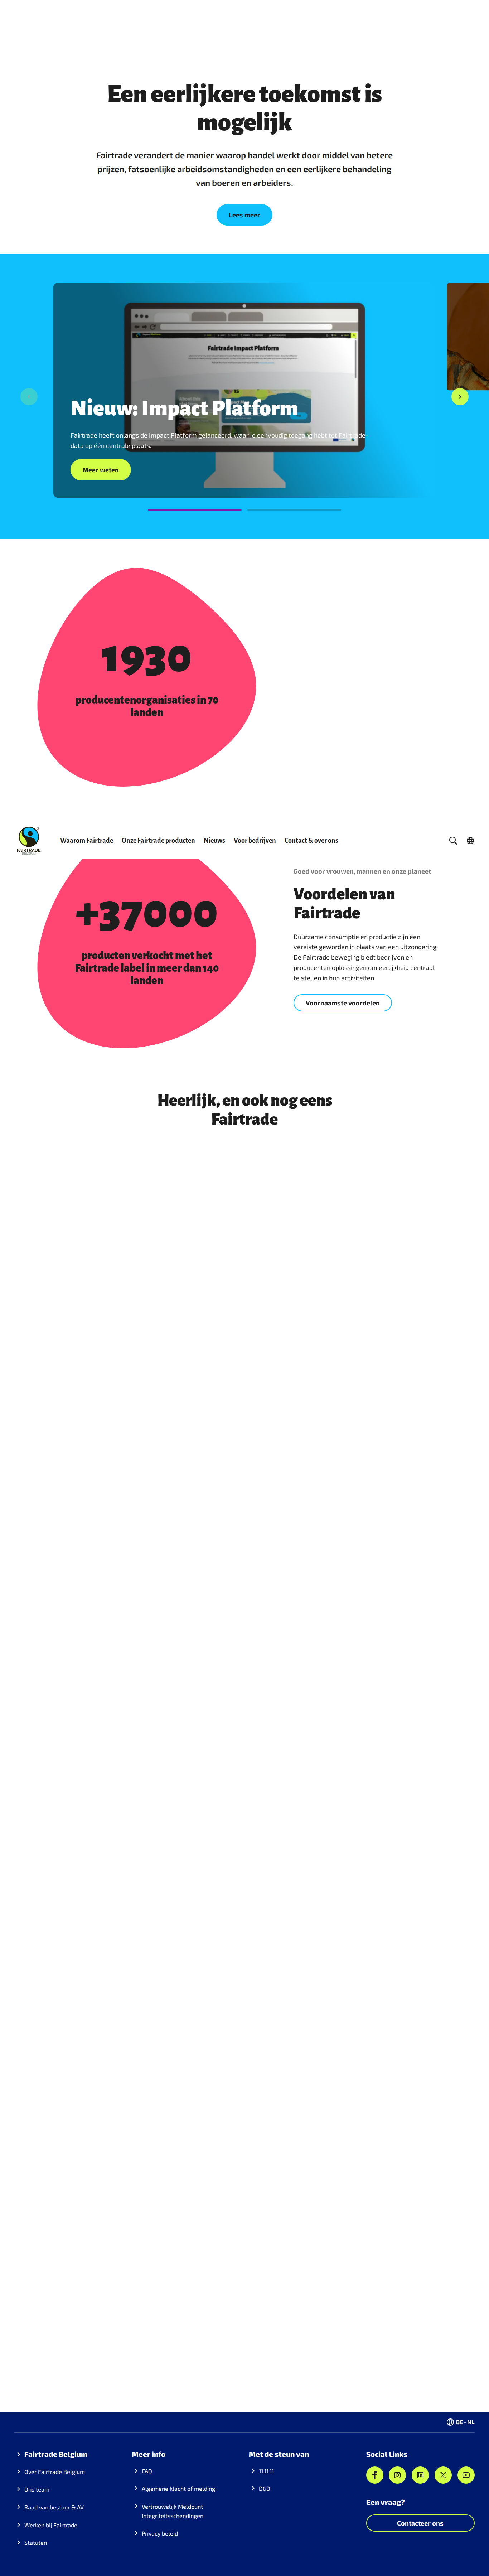 Een eerlijkere toekomst is
mogelijk
Fairtrade verandert de manier waarop handel werkt door middel van betere
prijzen, fatsoenlijke arbeidsomstandigheden en een eerlijkere behandeling
van boeren en arbeiders.
Lees meer
Fairtrade Impact Platform
Nieuw: Impact Platform
Fairtrade heeft onlangs de Impact Platform gelanceerd, waar je eenvoudig toegang hebt tot Fairtrade-
data op één centrale plaats.
Meer weten
1930
producentenorganisaties in 70
landen
FAIRTRADE
BELGIUM
Waarom Fairtrade
Onze Fairtrade producten
Nieuws
Voor bedrijven
Contact & over ons
+37000
producten verkocht met het
Fairtrade label in meer dan 140
landen
Goed voor vrouwen, mannen en onze planeet
Voordelen van
Fairtrade
Duurzame consumptie en productie zijn een
vereiste geworden in plaats van een uitzondering.
De Fairtrade beweging biedt bedrijven en
producenten oplossingen om eerlijkheid centraal
te stellen in hun activiteiten.
Voornaamste voordelen
Heerlijk, en ook nog eens
Fairtrade
BE - NL
Fairtrade Belgium
Over Fairtrade Belgium
Ons team
Raad van bestuur & AV
Werken bij Fairtrade
Statuten
Meer info
FAQ
Algemene klacht of melding
Vertrouwelijk Meldpunt
Integriteitsschendingen
Privacy beleid
Met de steun van
11.11.11
DGD
Social Links
Een vraag?
Contacteer ons